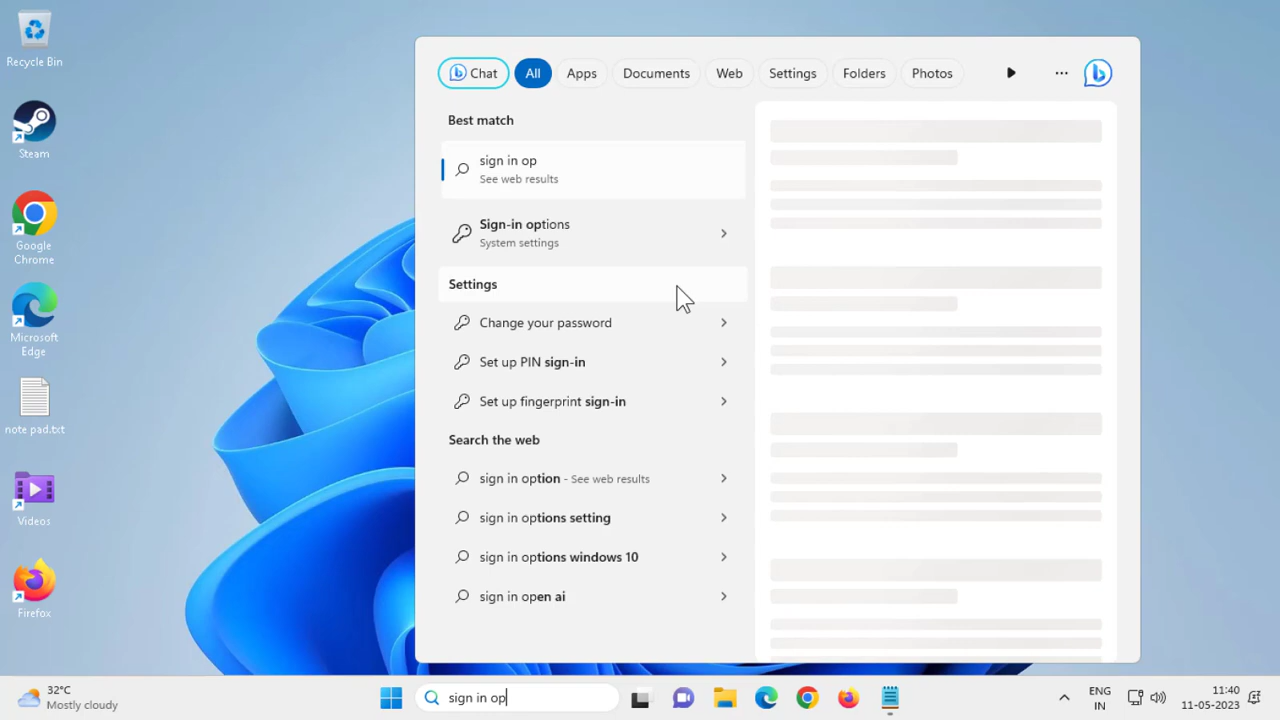 Recycle Bin
Steam
Google
Chrome
Microsoft
Edge
note pad.txt
Videos
Firefox
Chat
All
Apps
Documents
Web
Settings
Folders
Photos
Best match
sign in op
See web results
Sign-in options
System settings
Settings
Change your password
Set up PIN sign-in
Set up fingerprint sign-in
Search the web
sign in option - See web results
sign in options setting
sign in options windows 10
sign in open ai
32°C
Mostly cloudy
sign in op
ENG
IN
11:40
11-05-2023